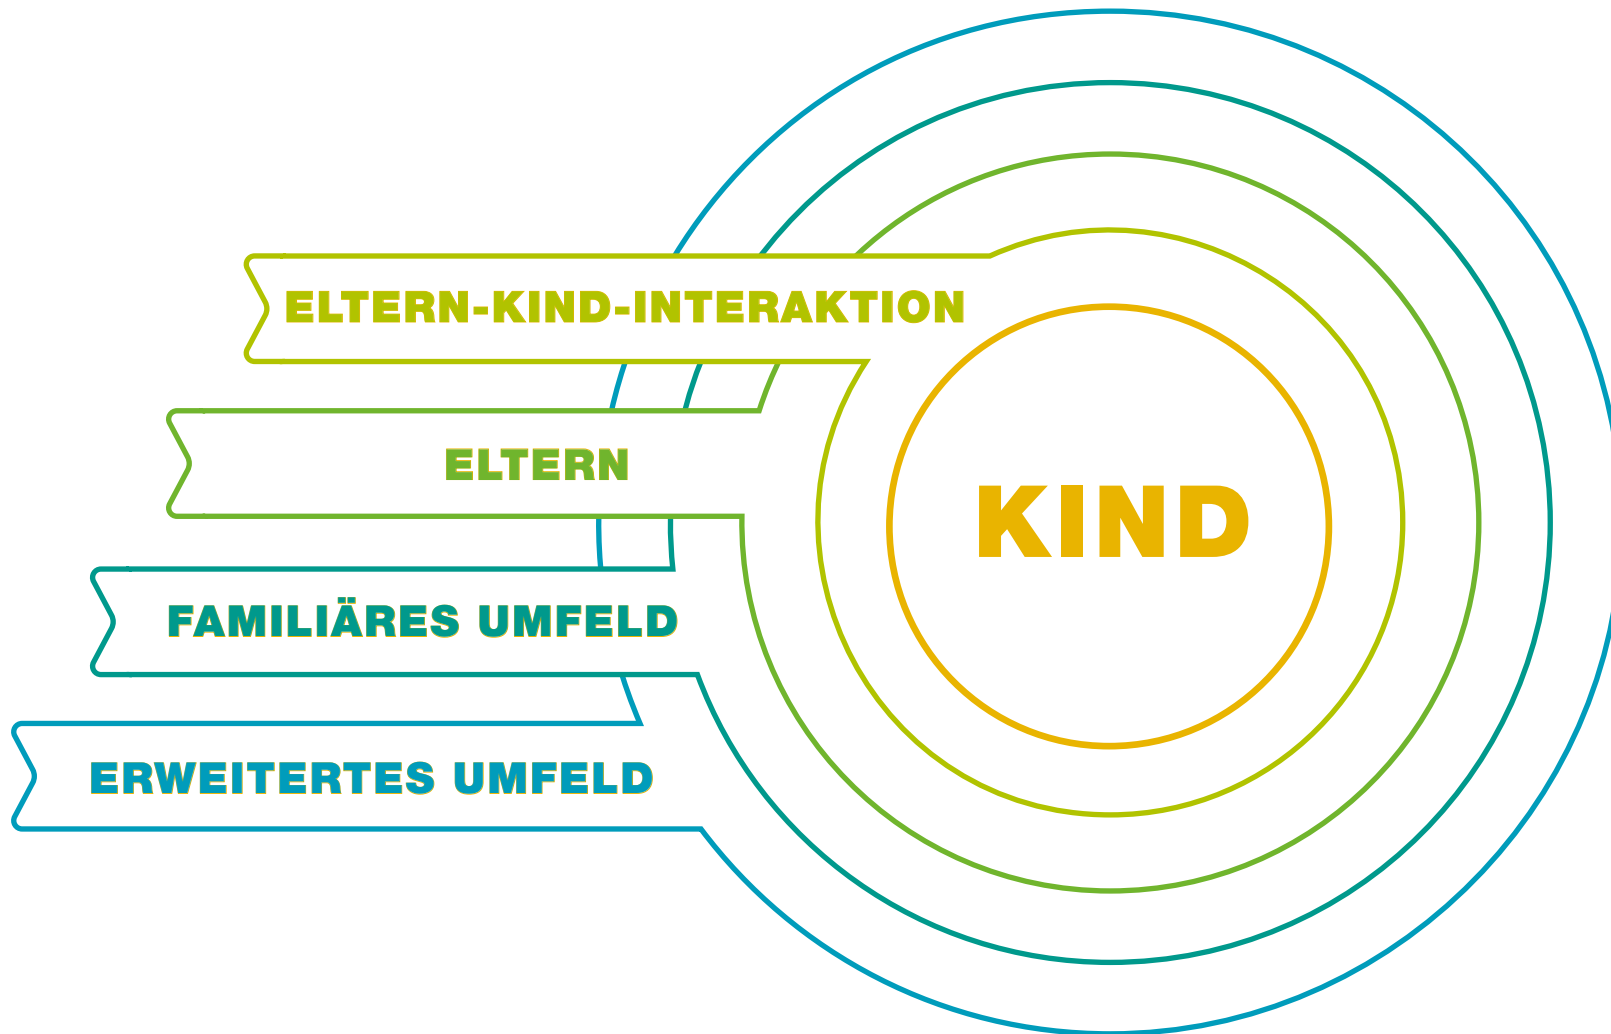 ELTERN-KIND-INTERAKTION
ELTERN
KIND
FAMILIÄRES UMFELD
ERWEITERTES UMFELD